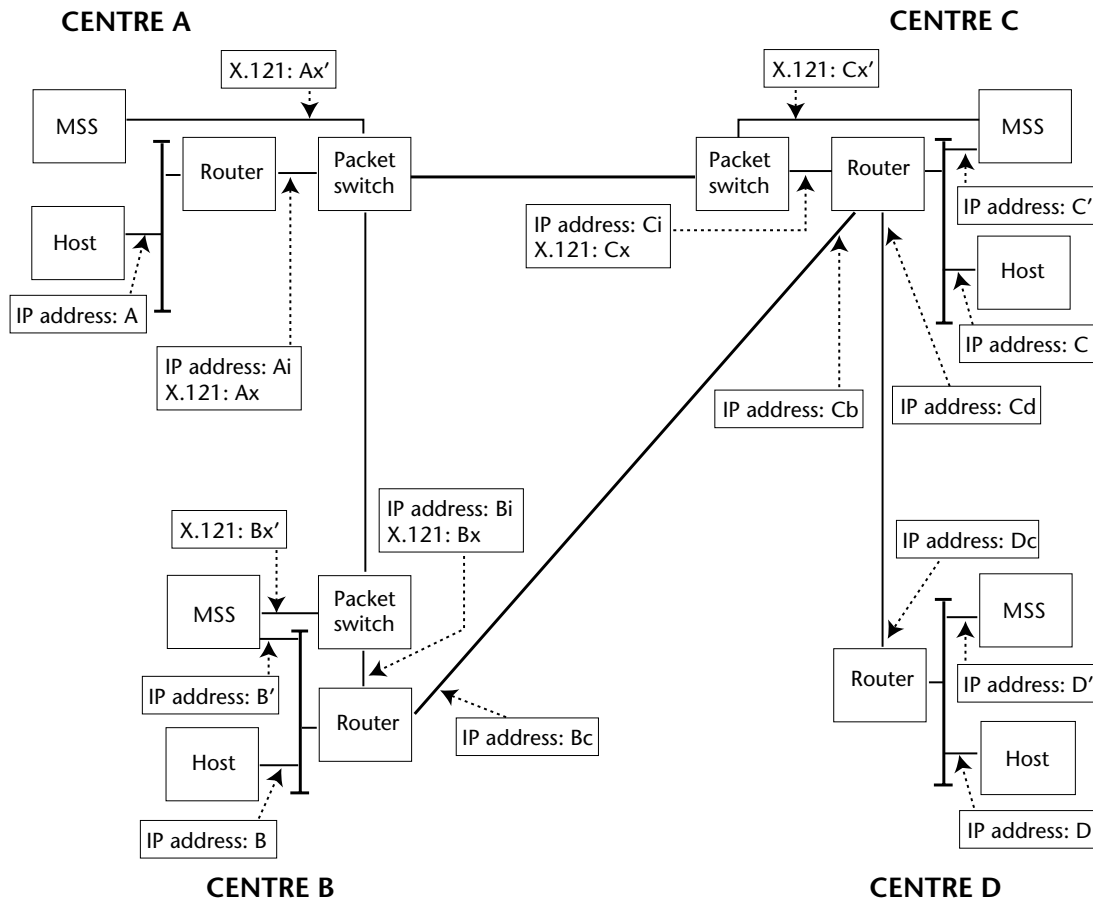 CENTRE A
CENTRE C
X.121: Ax′
X.121: Cx′
MSS
Router
Packet
switch
Host
IP address: A
IP address: Ai
X.121: Ax
Packet
switch
Router
MSS
IP address: Ci
X.121: Cx
IP address: C'
Host
IP address: C
IP address: Cb
IP address: Cd
IP address: Bi
X.121: Bx
X.121: Bx′
MSS
Packet
switch
IP address: B'
Router
Host
IP address: Bc
IP address: B
IP address: Dc
MSS
Router
IP address: D'
Host
IP address: D
CENTRE B
CENTRE D